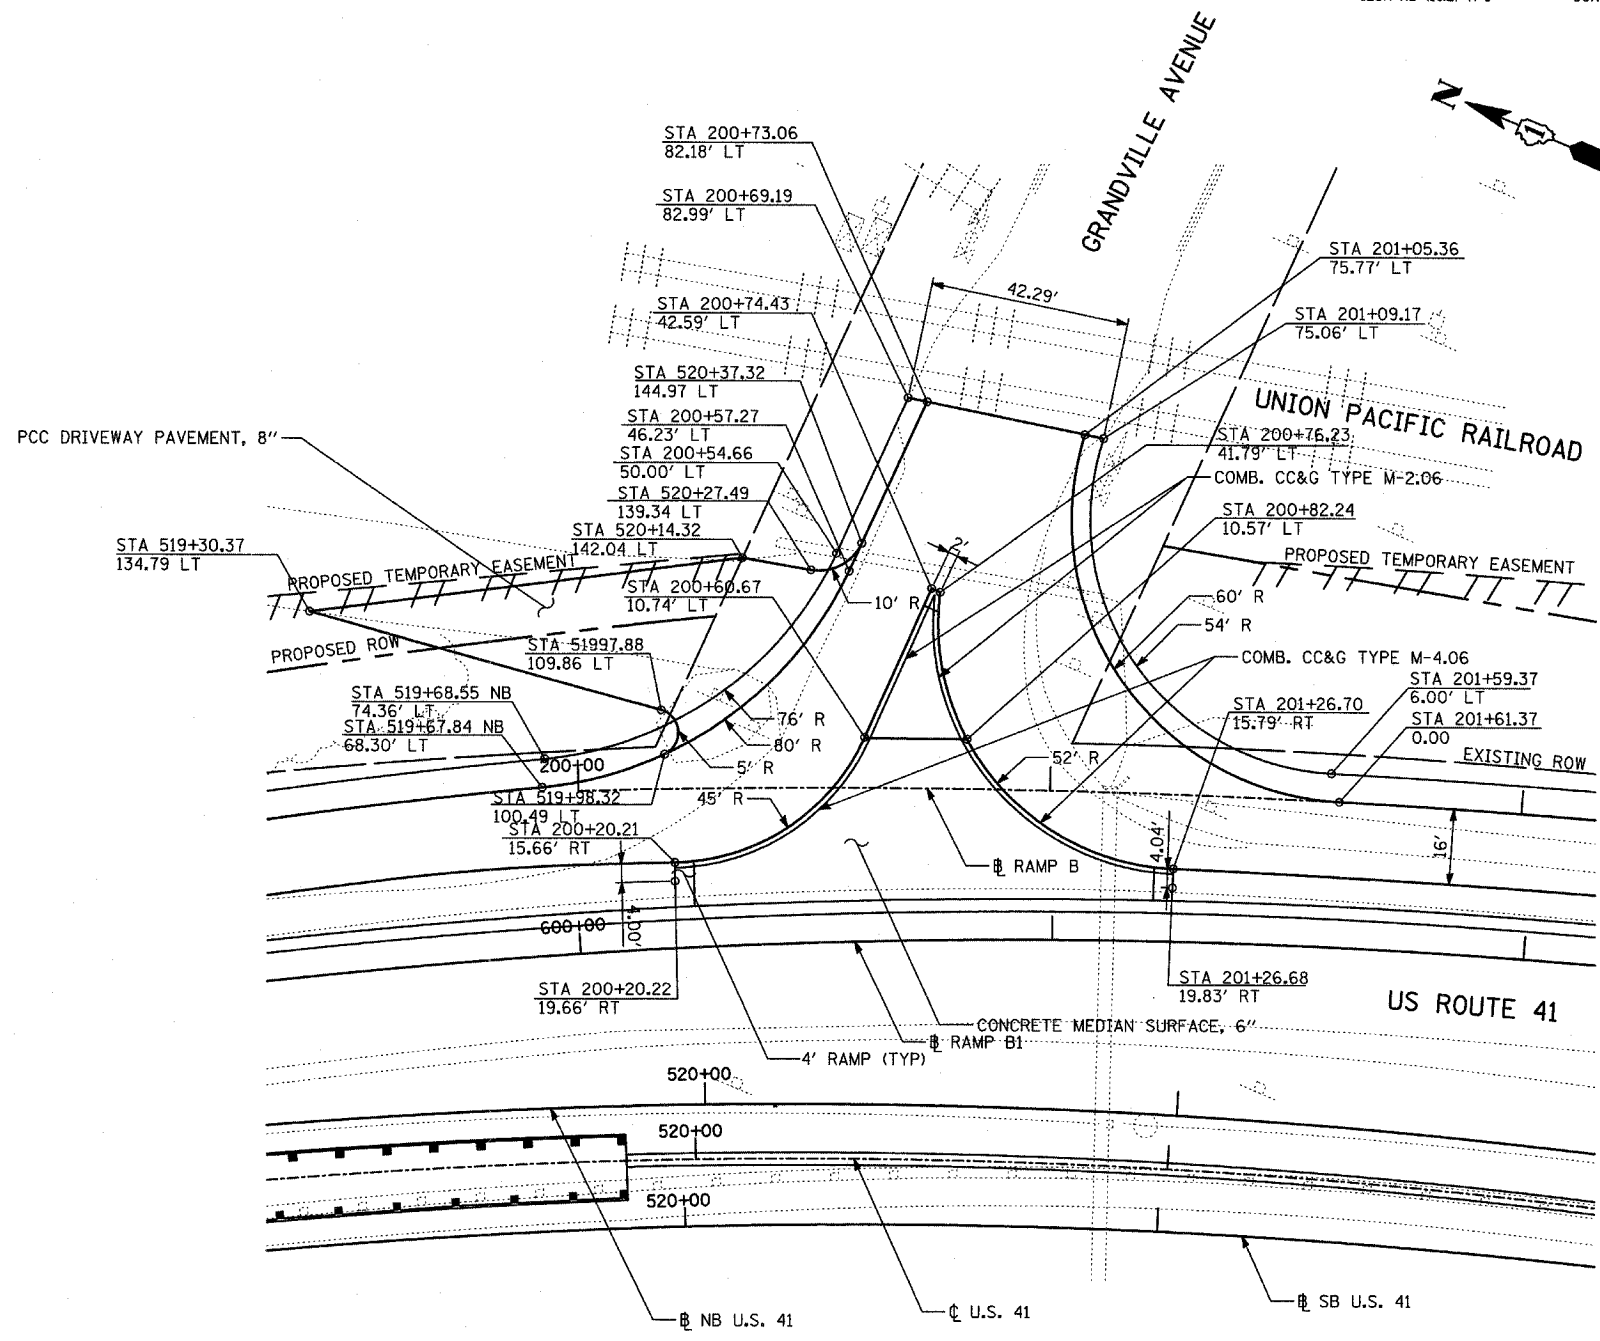 GRANDVILLE AVENUE
N
1
STA 200+73.06
82.18' LT
STA 200+69.19
82.99' LT
STA 201+05.36
75.77' LT
42.29'
STA 200+74.43
42.59' LT
STA 201+09.17
75.06' LT
STA 520+37.32
144.97 LT
UNION PACIFIC RAILROAD
STA 200+57.27
46.23' LT
PCC DRIVEWAY PAVEMENT, 8"
STA 200+76.23
41.79' LT
STA 200+54.66
50.00' LT
COMB. CC&G TYPE M-2.06
STA 520+27.49
139.34 LT
STA 200+82.24
10.57' LT
STA 520+14.32
142.04 LT
STA 519+30.37
134.79 LT
2'
PROPOSED TEMPORARY EASEMENT
PROPOSED TEMPORARY EASEMENT
STA 200+60.67
10.74' LT
10' R
60' R
54' R
PROPOSED ROW
STA 51997.88
109.86 LT
COMB. CC&G TYPE M-4.06
STA 519+68.55 NB
74.36' LT
STA 201+59.37
6.00' LT
STA 201+26.70
15.79' RT
76' R
STA 519+67.84 NB
68.30' LT
STA 201+61.37
0.00
80' R
52' R
EXISTING ROW
200+00
5' R
STA 519+98.32
100.49 LT
45' R
STA 200+20.21
15.66' RT
4.04'
16'
℄ RAMP B
4.00'
600+00
STA 201+26.68
19.83' RT
STA 200+20.22
19.66' RT
US ROUTE 41
CONCRETE MEDIAN SURFACE, 6"
℄ RAMP B1
4' RAMP (TYP)
520+00
520+00
520+00
℄ NB U.S. 41
℄ U.S. 41
℄ SB U.S. 41